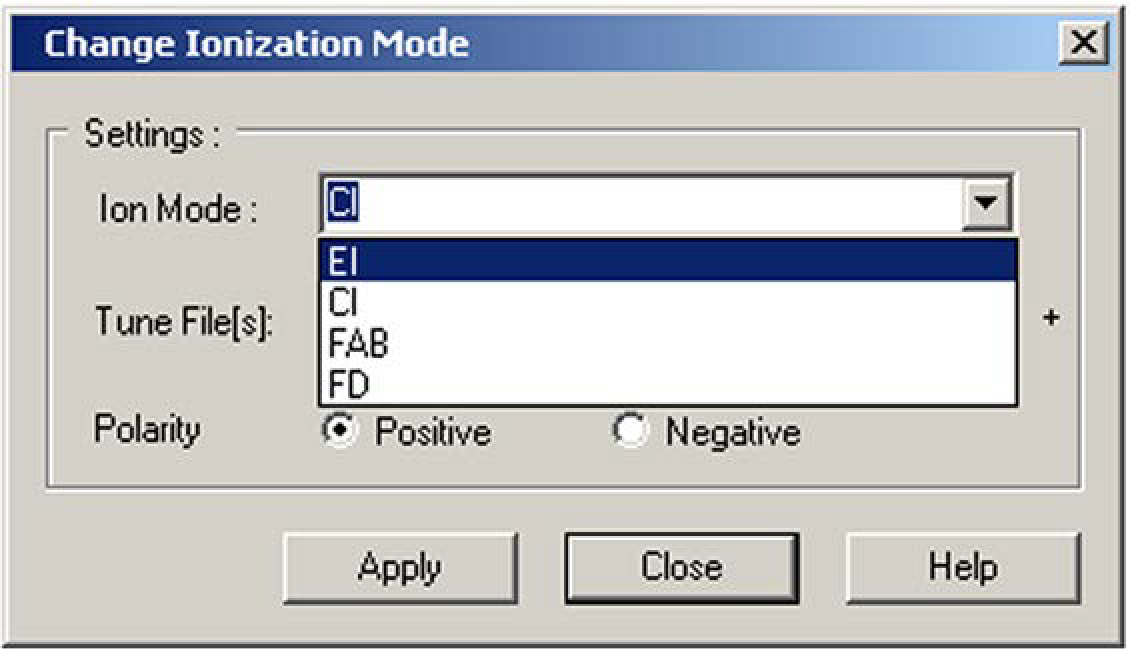 Change Ionization Mode
Settings :
Ion Mode : CI
EI
CI
Tune File[s]: +
FAB
FD
Polarity Positive Negative
Apply Close Help